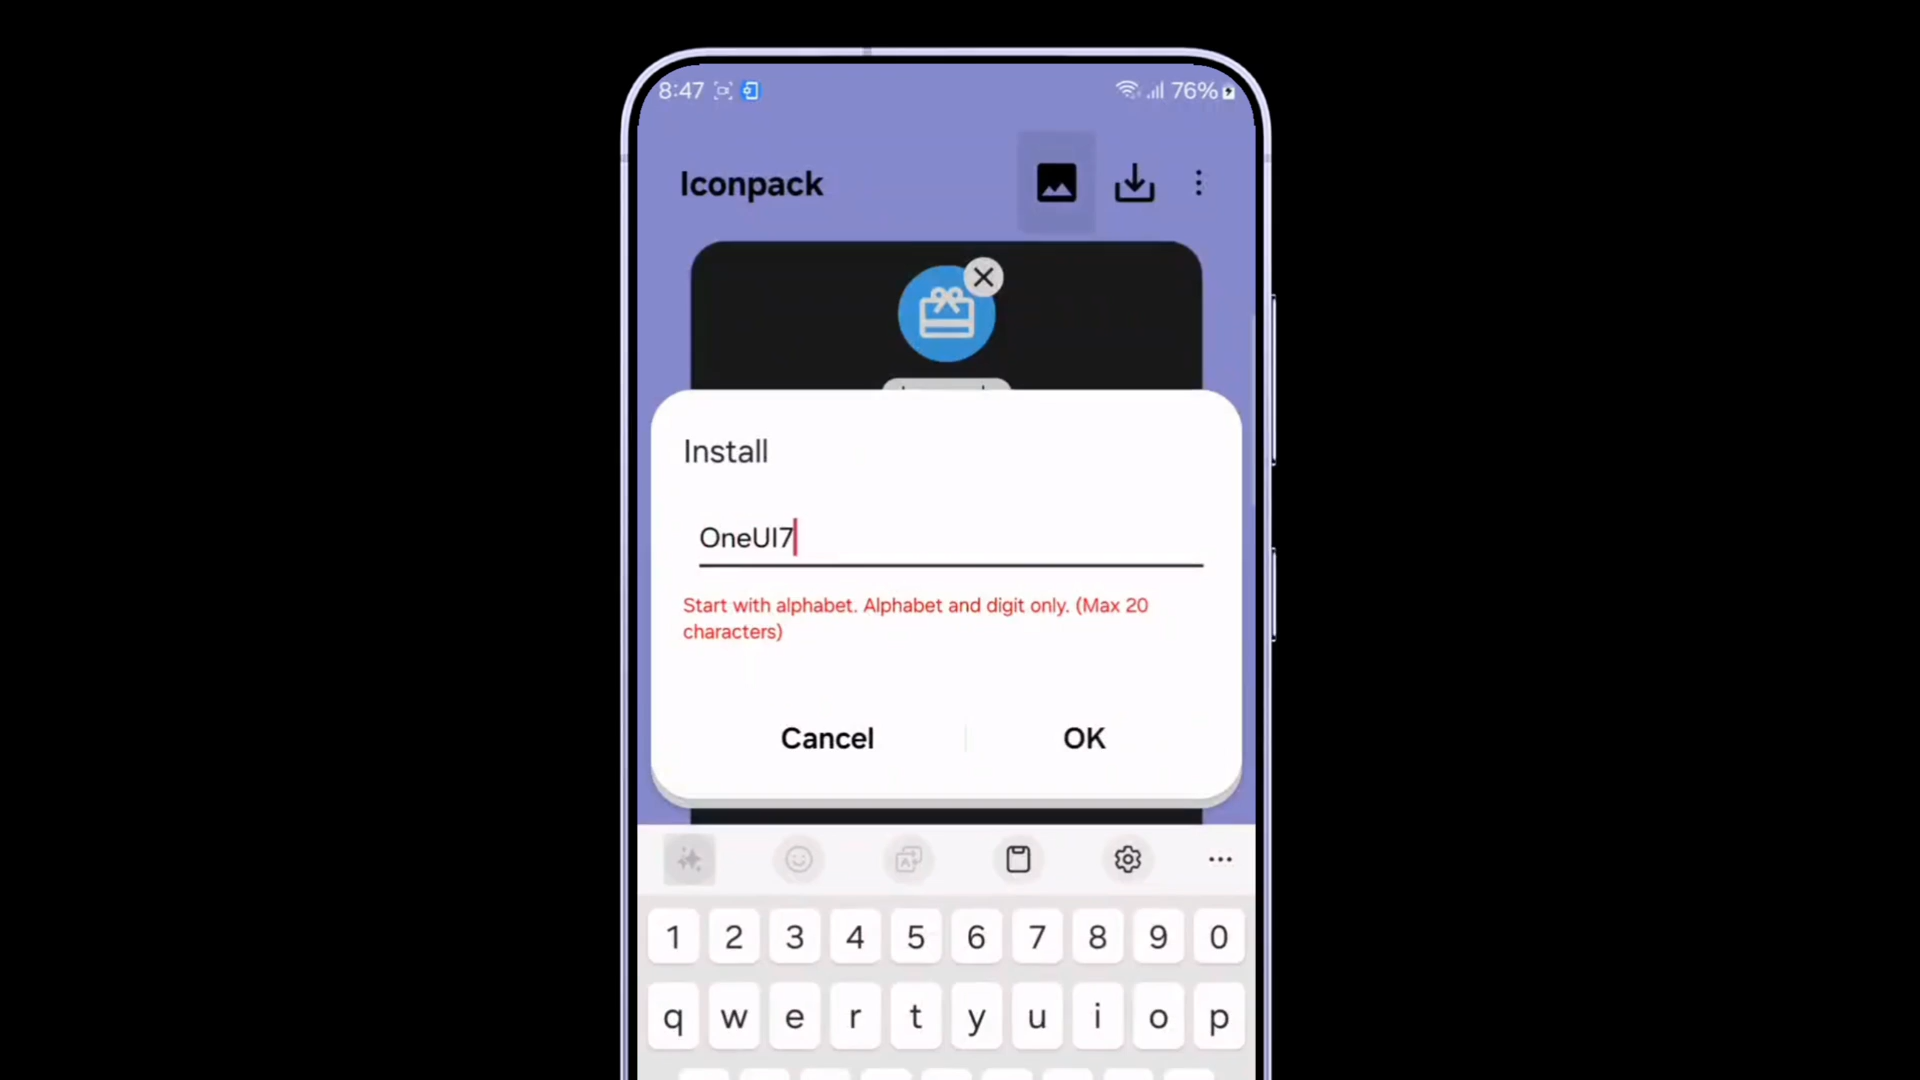 8:47
76%
Iconpack
Install
OneUI7
Start with alphabet. Alphabet and digit only. (Max 20
characters)
Cancel
OK
1 2 3 4 5 6 7 8 9 0
q w e r t y u i o p